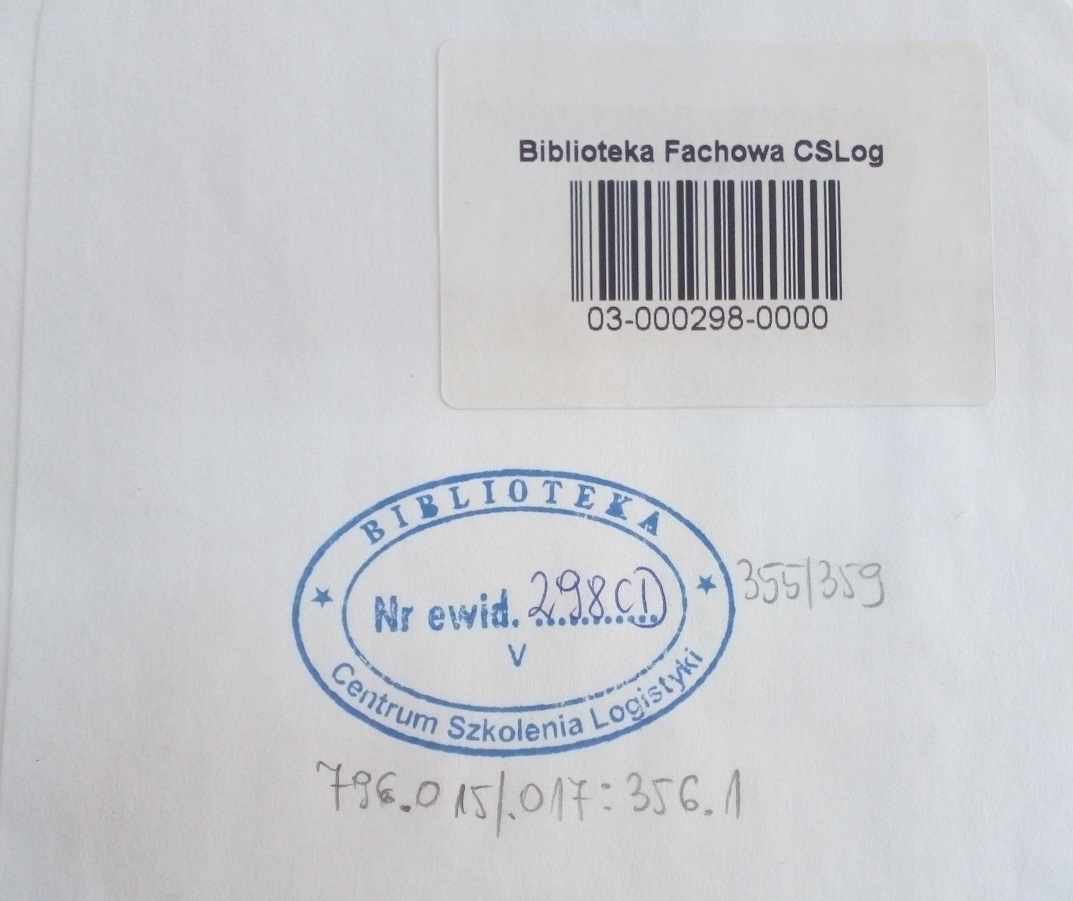 Biblioteka Fachowa CSLog
03-000298-0000
BIBLIOTEKA
Nr ewid. 298CD
V
Centrum Szkolenia Logistyki
355/359
796.015/.017:356.1